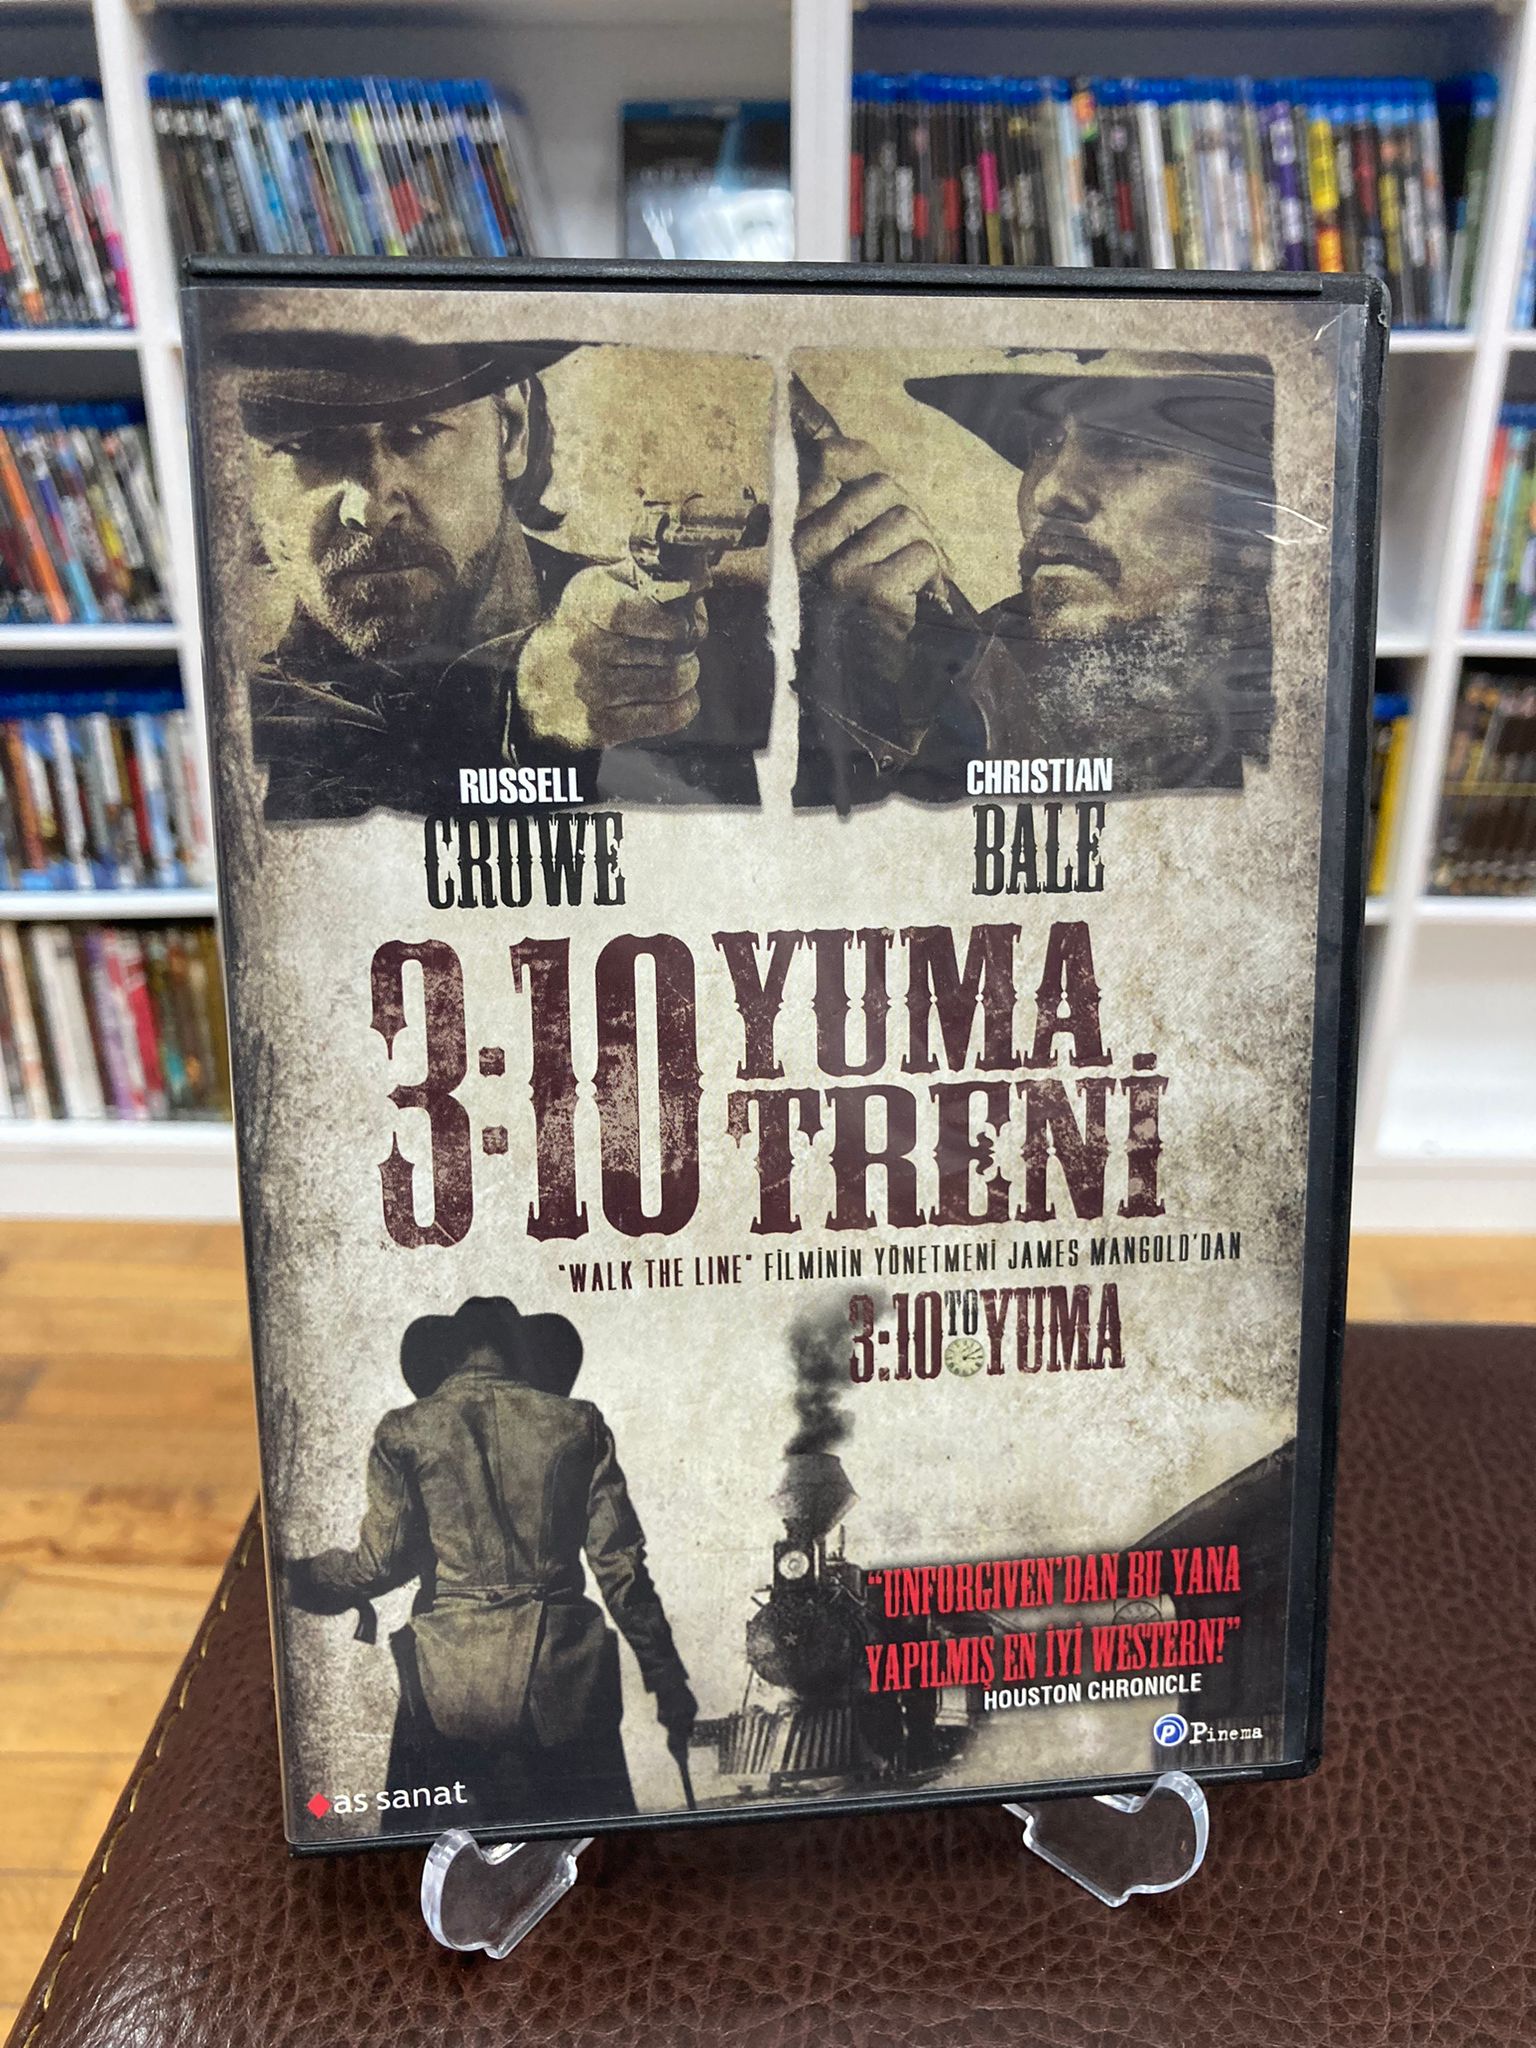 RUSSELL
CROWE
CHRISTIAN
BALE
3:10 YUMA
TRENİ
"WALK THE LINE" FİLMİNİN YÖNETMENİ JAMES MANGOLD'DAN
3:10 TO YUMA
"UNFORGIVEN'DAN BU YANA
YAPILMIŞ EN İYİ WESTERN!"
HOUSTON CHRONICLE
P Pinema
as sanat